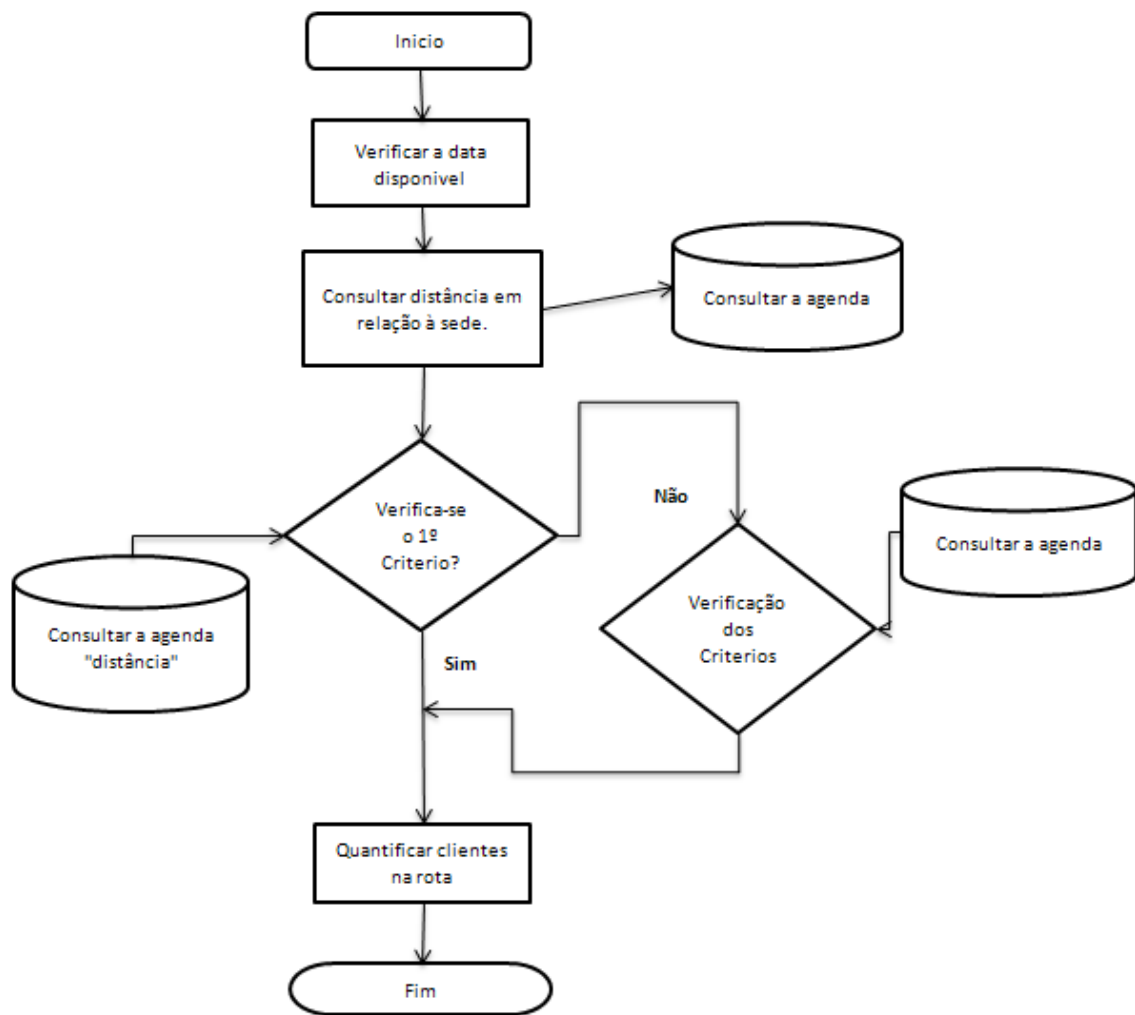 Inicio
Verificar a data
disponivel
Consultar distância em
relação à sede.
Consultar a agenda
Verifica-se
o 1º
Criterio?
Não
Consultar a agenda
Verificação
dos
Criterios
Consultar a agenda
"distância"
Sim
Quantificar clientes
na rota
Fim